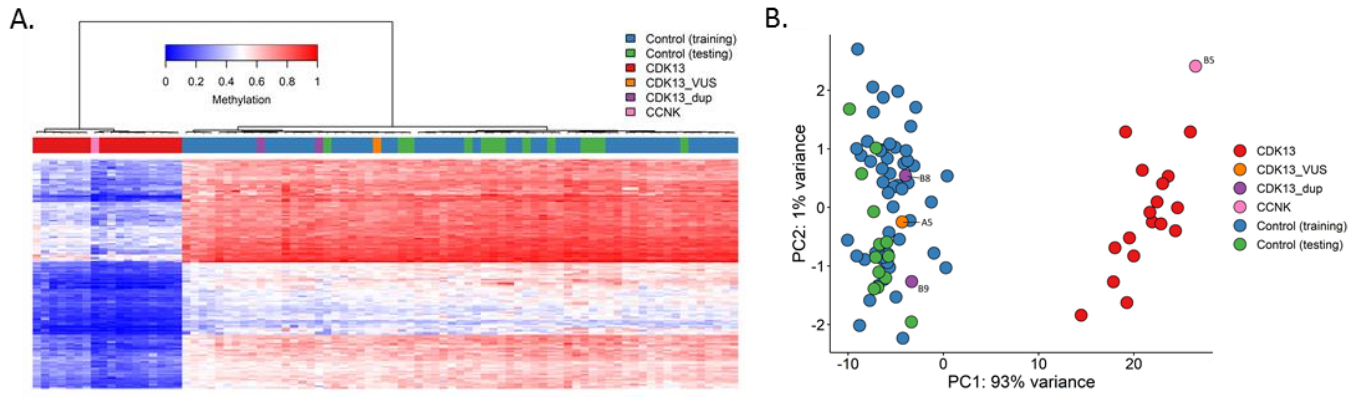 A.
0 0.2 0.4 0.6 0.8 1
Methylation
Control (training)
Control (testing)
CDK13
CDK13_VUS
CDK13_dup
CCNK
B.
PC2: 1% variance
2
1
0
-1
-2
B5
B8
A5
B9
-10 0 10 20
PC1: 93% variance
CDK13
CDK13_VUS
CDK13_dup
CCNK
Control (training)
Control (testing)